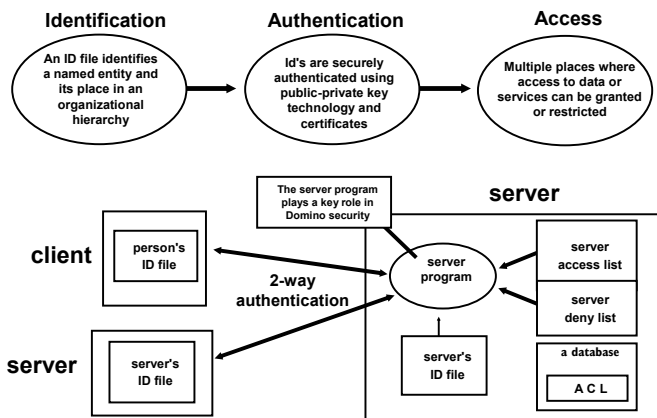 Identification
An ID file identifies
a named entity and
its place in an
organizational
hierarchy
Authentication
Id's are securely
authenticated using
public-private key
technology and
certificates
Access
Multiple places where
access to data or
services can be granted
or restricted
The server program
plays a key role in
Domino security
server
client
person's
ID file
2-way
authentication
server
program
server
access list
server
deny list
server
server's
ID file
server's
ID file
a database
A C L